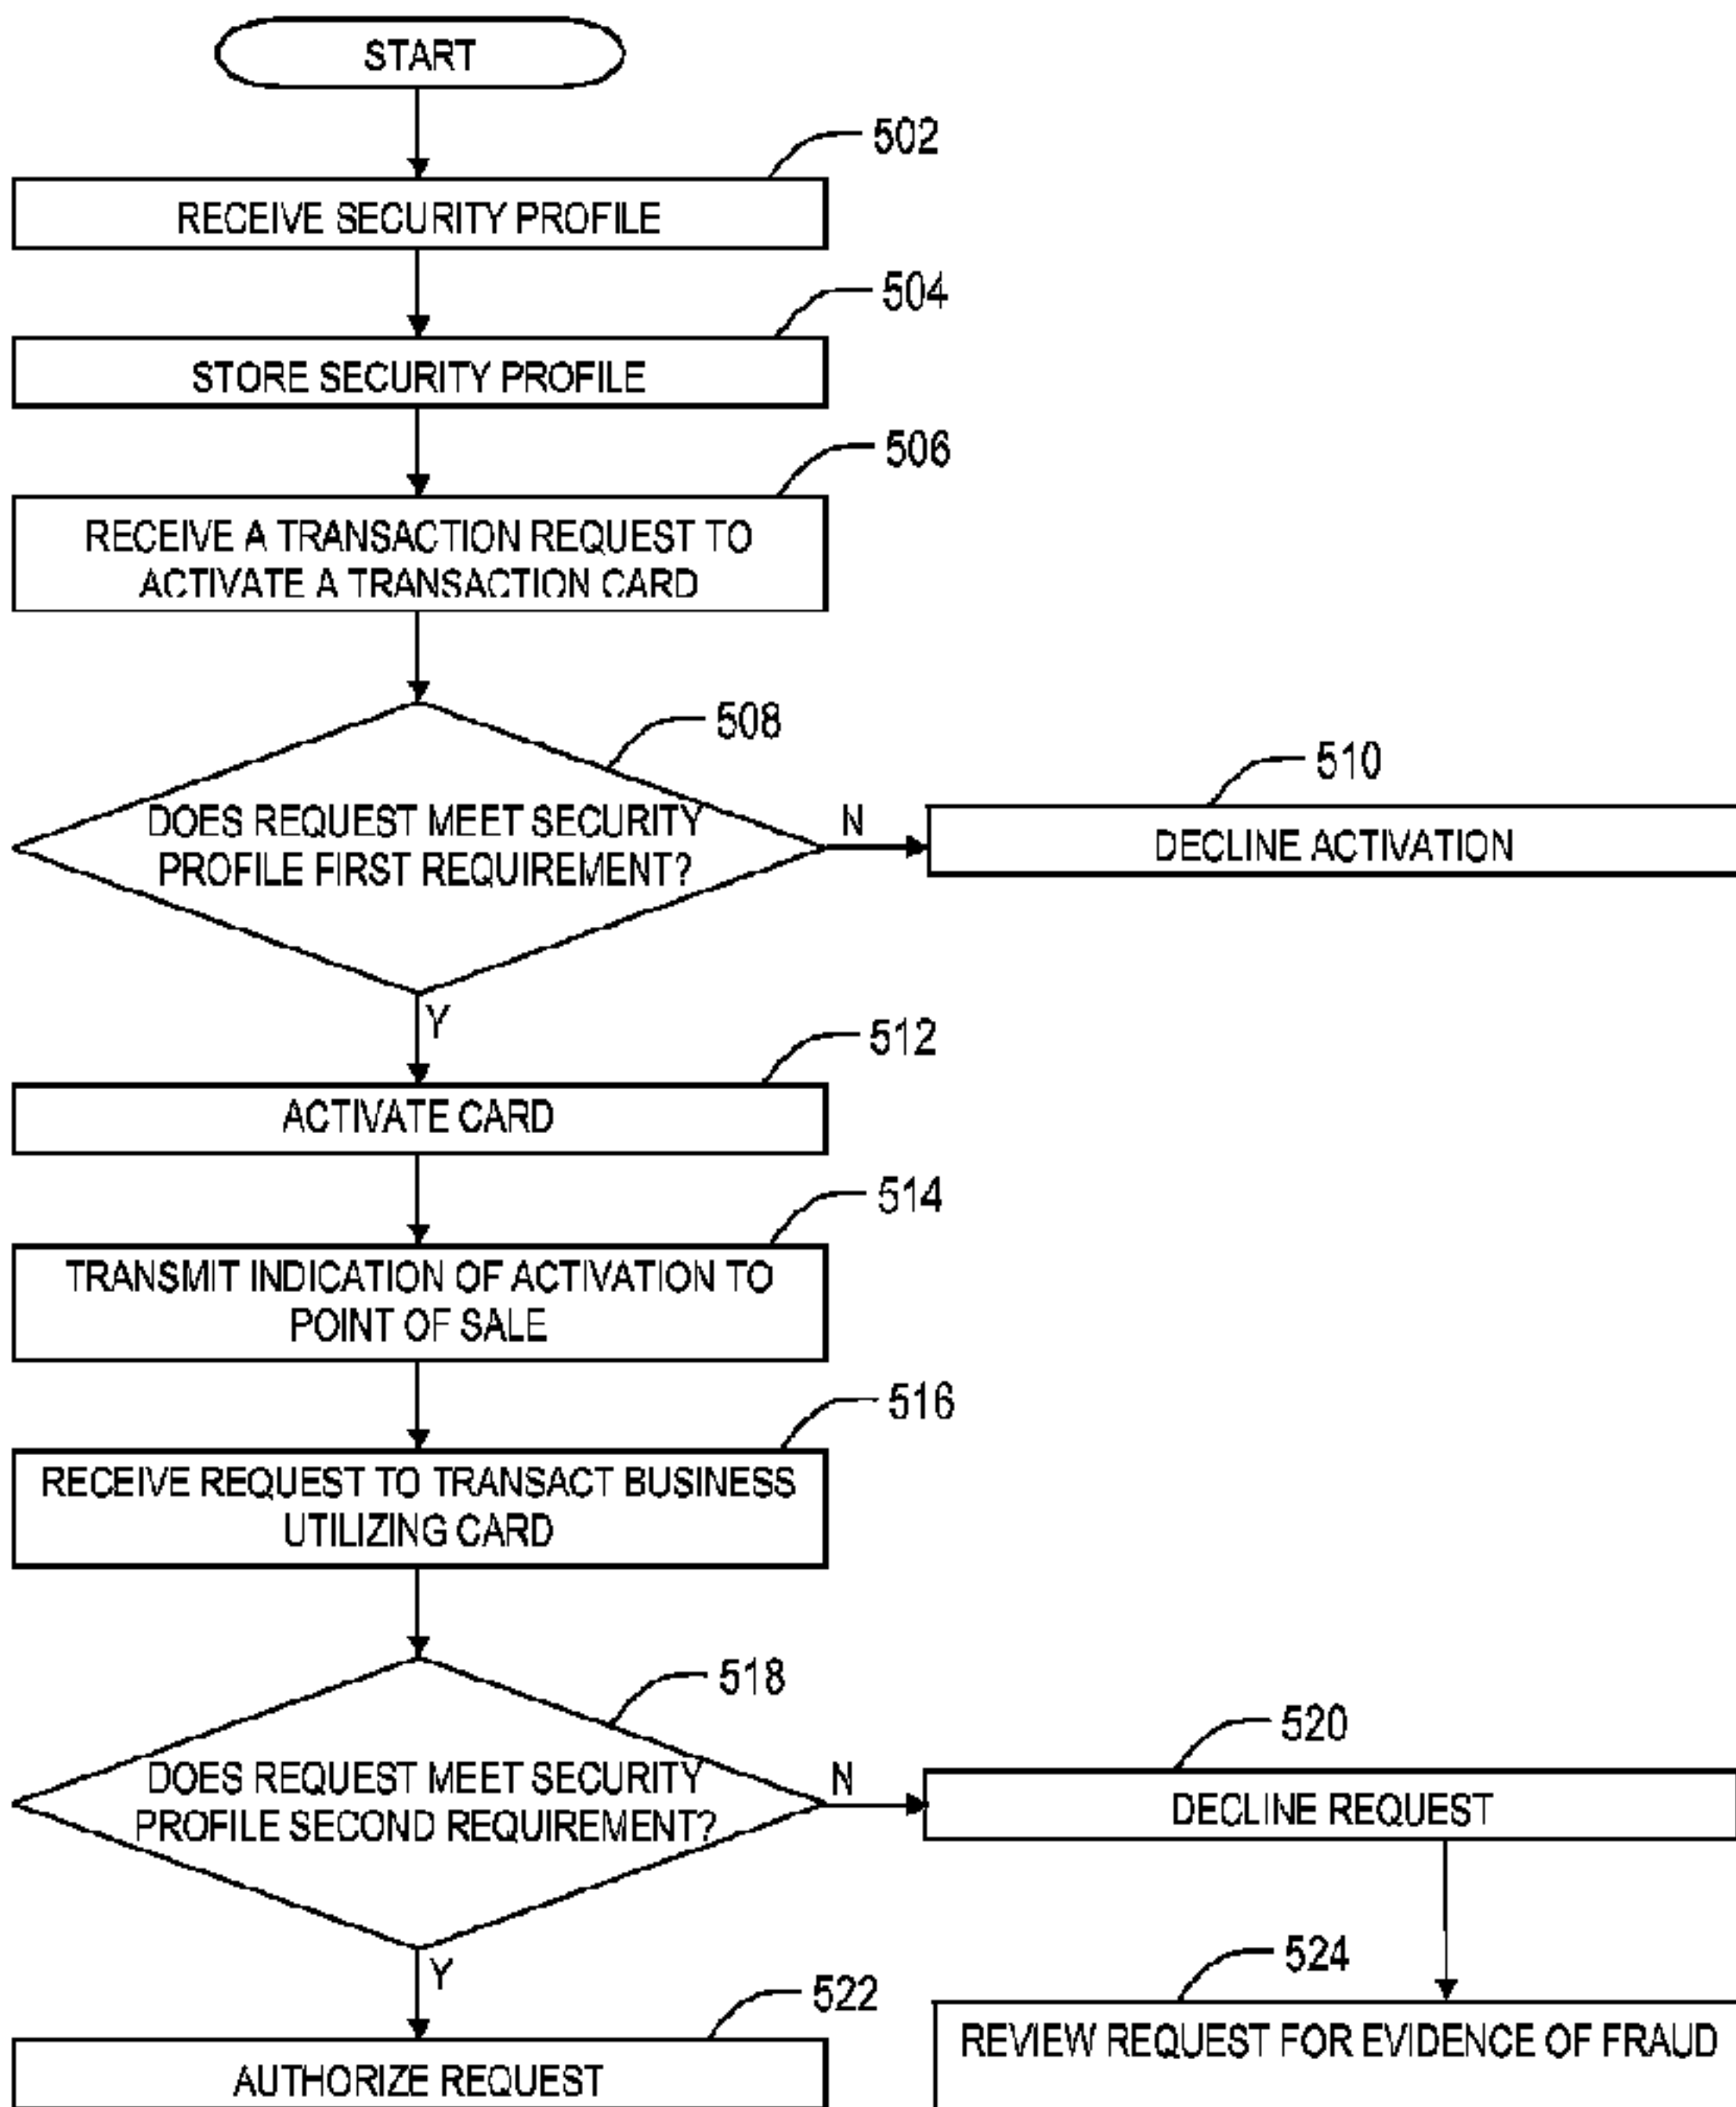 START
502
RECEIVE SECURITY PROFILE
504
STORE SECURITY PROFILE
506
RECEIVE A TRANSACTION REQUEST TO
ACTIVATE A TRANSACTION CARD
508
DOES REQUEST MEET SECURITY
PROFILE FIRST REQUIREMENT?
N
510
DECLINE ACTIVATION
Y
512
ACTIVATE CARD
514
TRANSMIT INDICATION OF ACTIVATION TO
POINT OF SALE
516
RECEIVE REQUEST TO TRANSACT BUSINESS
UTILIZING CARD
518
DOES REQUEST MEET SECURITY
PROFILE SECOND REQUIREMENT?
N
520
DECLINE REQUEST
Y
522
AUTHORIZE REQUEST
524
REVIEW REQUEST FOR EVIDENCE OF FRAUD